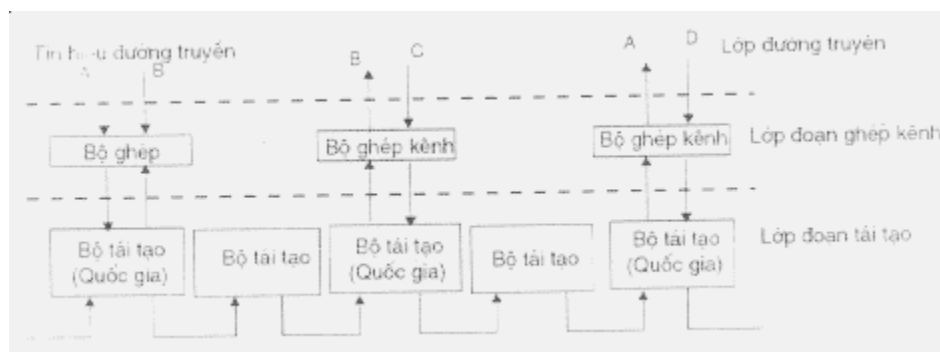 Tín hiệu đường truyền
A B
B C
A D
Lớp đường truyền
Bộ ghép
Bộ ghép kênh
Bộ ghép kênh
Lớp đoạn ghép kênh
Bộ tái tạo
(Quốc gia)
Bộ tái tạo
Bộ tái tạo
(Quốc gia)
Bộ tái tạo
Bộ tái tạo
(Quốc gia)
Lớp đoạn tái tạo